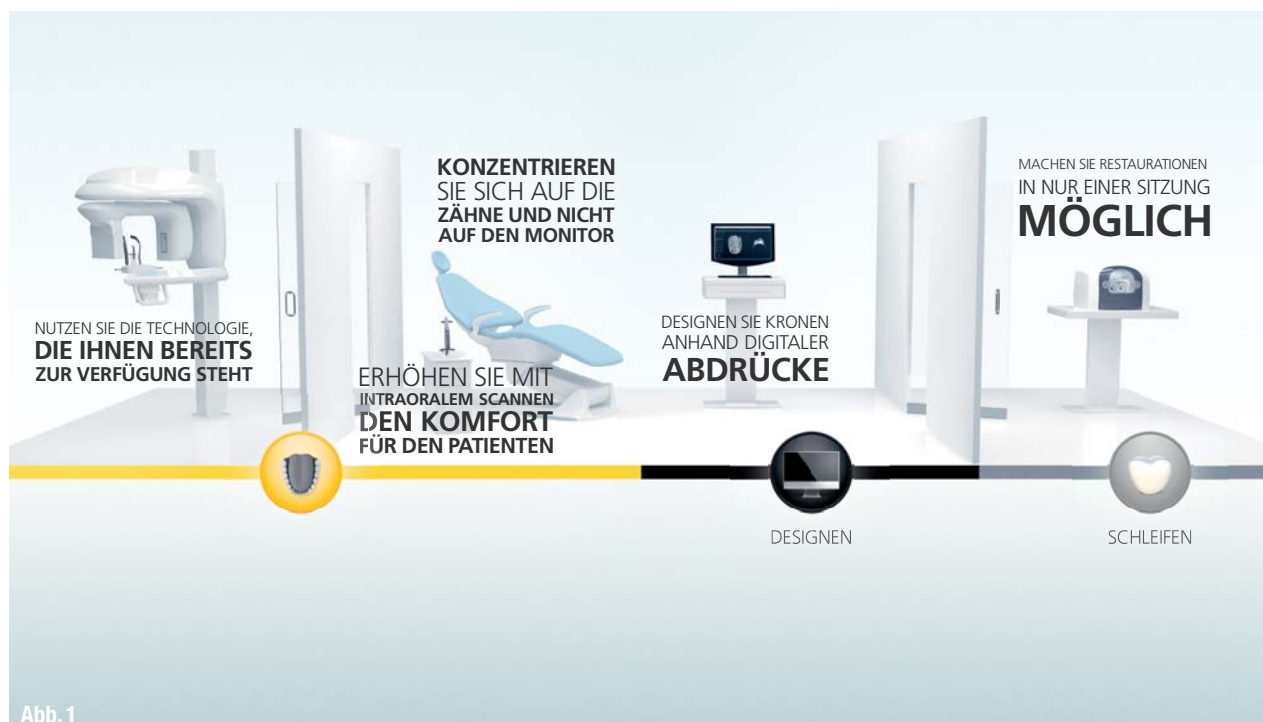 NUTZEN SIE DIE TECHNOLOGIE,
DIE IHNEN BEREITS
ZUR VERFÜGUNG STEHT
KONZENTRIEREN
SIE SICH AUF DIE
ZÄHNE UND NICHT
AUF DEN MONITOR
ERHÖHEN SIE MIT
INTRAORALEM SCANNEN
DEN KOMFORT
FÜR DEN PATIENTEN
DESIGNEN SIE KRONEN
ANHAND DIGITALER
ABDRÜCKE
MACHEN SIE RESTAURATIONEN
IN NUR EINER SITZUNG
MÖGLICH
DESIGNEN
SCHLEIFEN
Abb. 1